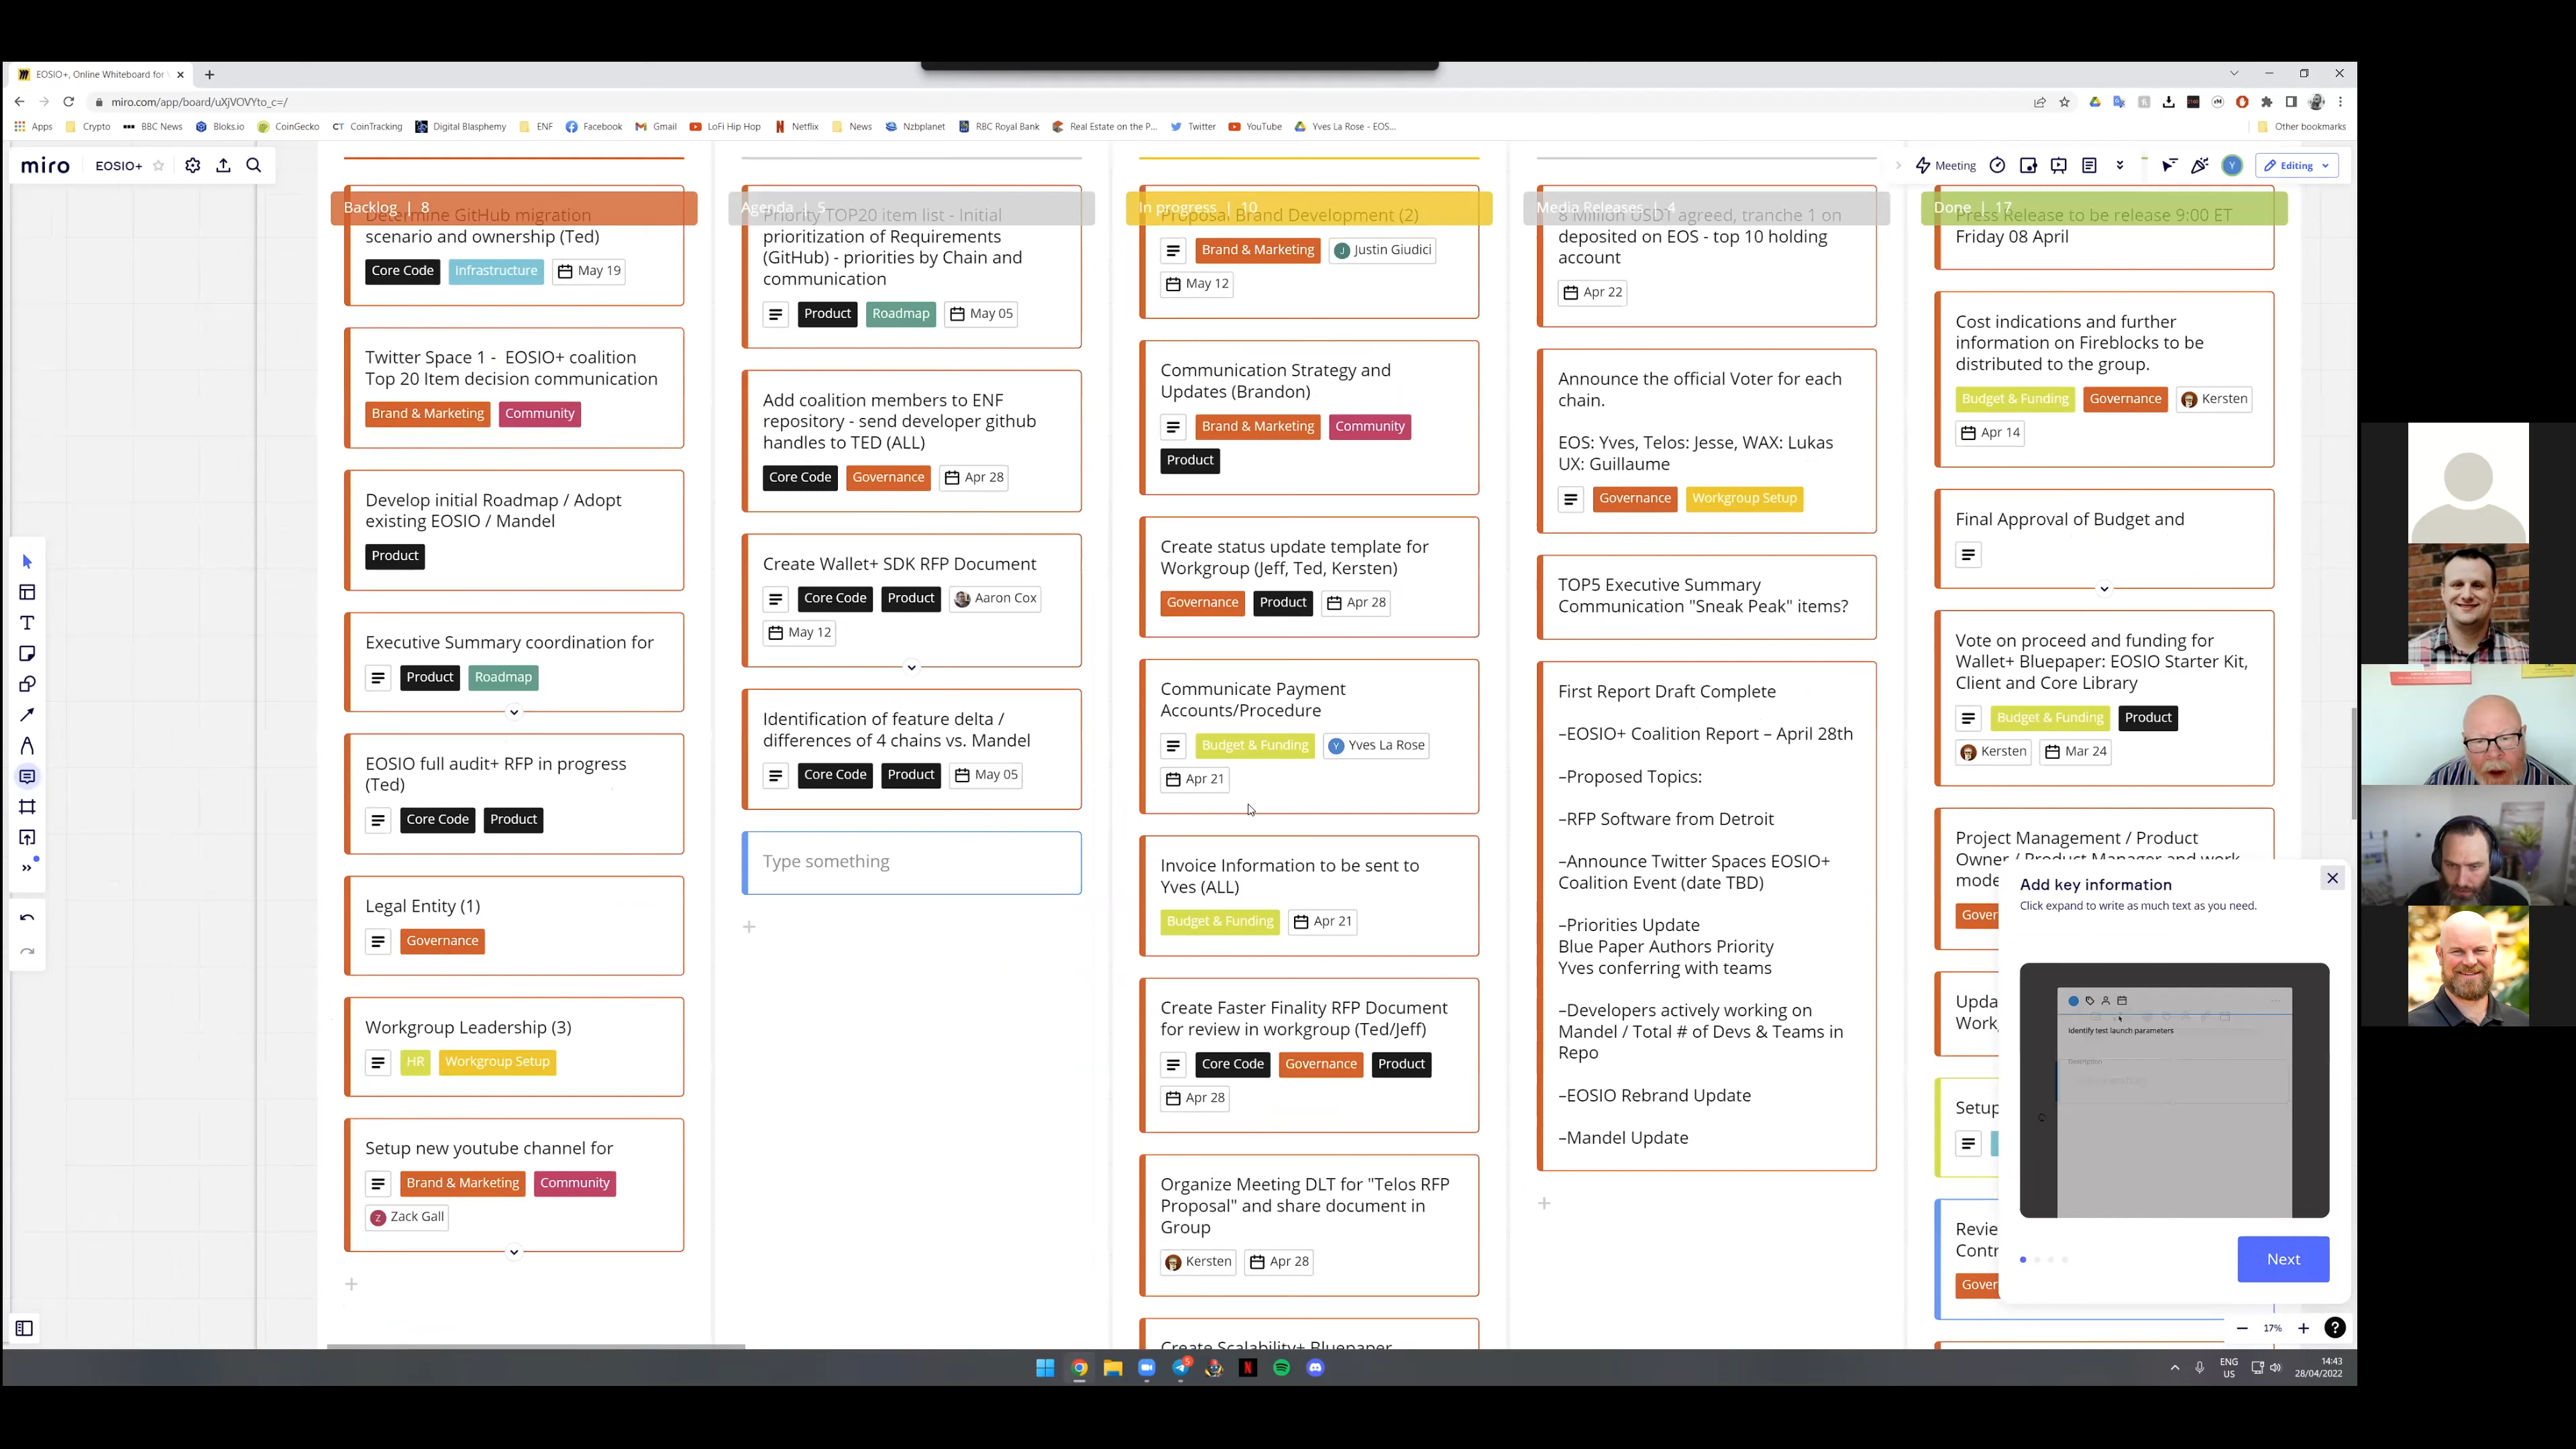 EOSIO+, Online Whiteboard for
miro.com/app/board/uXjVOVYto_c=/
Apps
Crypto
BBC News
Bloks.io
CoinGecko
CT CoinTracking
Digital Blasphemy
ENF
Facebook
Gmail
LoFi Hip Hop
Netflix
News
Nzbplanet
RBC Royal Bank
Real Estate on the P...
Twitter
YouTube
Yves La Rose - EOS...
Other bookmarks
miro
EOSIO+
Meeting
Y
Editing
Backlog | 8
Determine GitHub migration
scenario and ownership (Ted)
Core Code
Infrastructure
May 19
Twitter Space 1 - EOSIO+ coalition
Top 20 Item decision communication
Brand & Marketing
Community
Develop initial Roadmap / Adopt
existing EOSIO / Mandel
Product
Executive Summary coordination for
Product
Roadmap
EOSIO full audit+ RFP in progress
(Ted)
Core Code
Product
Legal Entity (1)
Governance
Workgroup Leadership (3)
HR
Workgroup Setup
Setup new youtube channel for
Brand & Marketing
Community
Z Zack Gall
Agenda | 5
Priority TOP20 item list - Initial
prioritization of Requirements
(GitHub) - priorities by Chain and
communication
Product
Roadmap
May 05
Add coalition members to ENF
repository - send developer github
handles to TED (ALL)
Core Code
Governance
Apr 28
Create Wallet+ SDK RFP Document
Core Code
Product
Aaron Cox
May 12
Identification of feature delta /
differences of 4 chains vs. Mandel
Core Code
Product
May 05
Type something
In progress | 10
Proposal Brand Development (2)
Brand & Marketing
J Justin Giudici
May 12
Communication Strategy and
Updates (Brandon)
Brand & Marketing
Community
Product
Create status update template for
Workgroup (Jeff, Ted, Kersten)
Governance
Product
Apr 28
Communicate Payment
Accounts/Procedure
Budget & Funding
Y Yves La Rose
Apr 21
Invoice Information to be sent to
Yves (ALL)
Budget & Funding
Apr 21
Create Faster Finality RFP Document
for review in workgroup (Ted/Jeff)
Core Code
Governance
Product
Apr 28
Organize Meeting DLT for "Telos RFP
Proposal" and share document in
Group
Kersten
Apr 28
Create Scalability+ Bluepaper
Media Releases | 4
8 Million USDT agreed, tranche 1 on
deposited on EOS - top 10 holding
account
Apr 22
Announce the official Voter for each
chain.
EOS: Yves, Telos: Jesse, WAX: Lukas
UX: Guillaume
Governance
Workgroup Setup
TOP5 Executive Summary
Communication "Sneak Peak" items?
First Report Draft Complete
–EOSIO+ Coalition Report – April 28th
–Proposed Topics:
–RFP Software from Detroit
–Announce Twitter Spaces EOSIO+
Coalition Event (date TBD)
–Priorities Update
Blue Paper Authors Priority
Yves conferring with teams
–Developers actively working on
Mandel / Total # of Devs & Teams in
Repo
–EOSIO Rebrand Update
–Mandel Update
Done | 17
Press Release to be release 9:00 ET
Friday 08 April
Cost indications and further
information on Fireblocks to be
distributed to the group.
Budget & Funding
Governance
Kersten
Apr 14
Final Approval of Budget and
Vote on proceed and funding for
Wallet+ Bluepaper: EOSIO Starter Kit,
Client and Core Library
Budget & Funding
Product
Kersten
Mar 24
Project Management / Product
Owner / Product Manager and work
mode
Gover
Upda
Work
Setup
Revie
Contr
Gover
Add key information
Click expand to write as much text as you need.
Identify test launch parameters
Description
Next
17%
5
ENG
US
14:43
28/04/2022